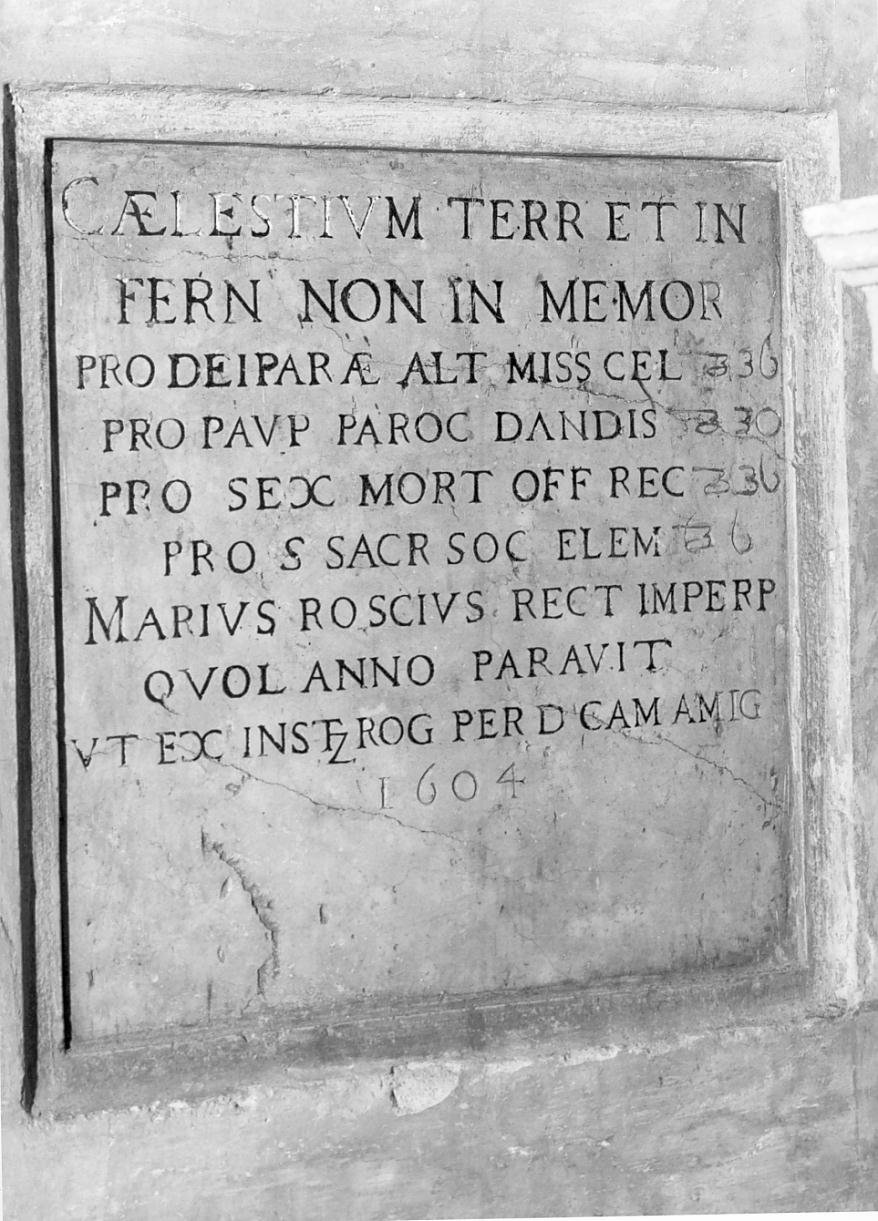 CÆLESTIVM TERR ET IN
FERN NON IN ME·MOR
PRO DEIPARÆ ALT MISS CEL 36
PRO PAVP PAROC DANDIS 30
PRO SEX MORT OFF REC 36
PRO S SACR SOC ELEM 6
MARIVS ROSCIVS RECT IMPERP
QVOL ANNO PARAVIT
VT EX INST ROG PER D CAM AMIG
1604